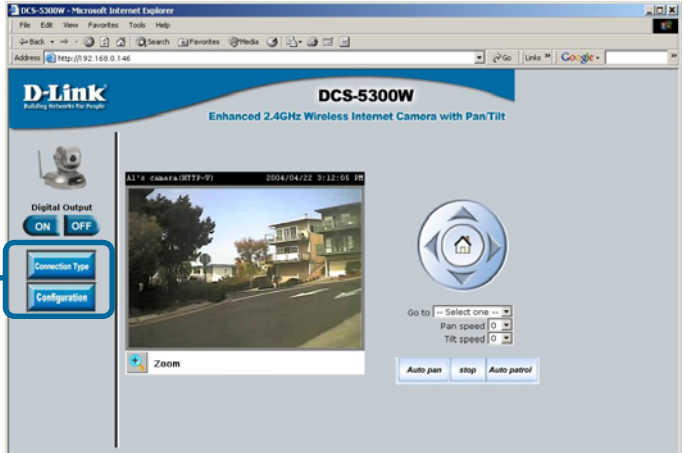 DCS-5300W - Microsoft Internet Explorer
File Edit View Favorites Tools Help
Back Search Favorites Media
Address http://192.168.0.146 Go Links » Google
D-Link
Building Networks for People
DCS-5300W
Enhanced 2.4GHz Wireless Internet Camera with Pan/Tilt
Al's camera(HTTP-V) 2004/04/22 3:12:05 PM
Digital Output
ON OFF
Connection Type
Configuration
Go to -- Select one --
Pan speed 0
Tilt speed 0
Zoom
Auto pan stop Auto patrol